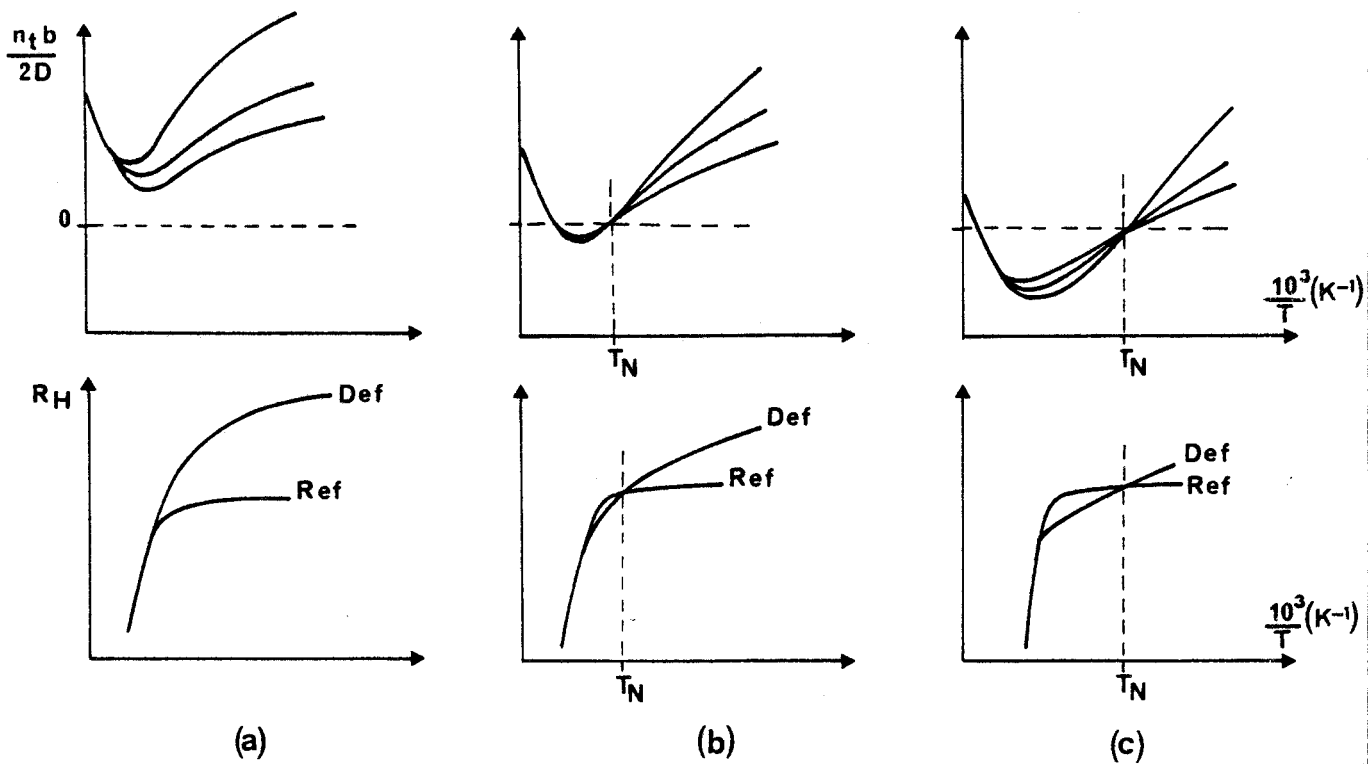 n_t b
2D
0
T_N
T_N
10³ (K⁻¹)
T
R_H
Def
Ref
Def
Ref
Def
Ref
T_N
T_N
10³ (K⁻¹)
T
(a)
(b)
(c)